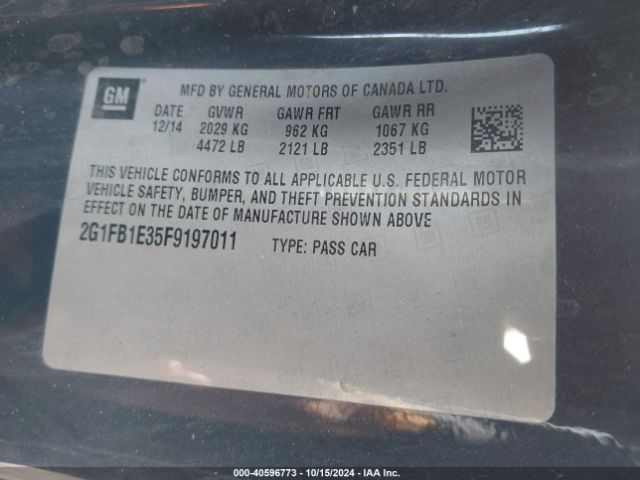 GM
MFD BY GENERAL MOTORS OF CANADA LTD.
DATE GVWR GAWR FRT GAWR RR
12/14 2029 KG 962 KG 1067 KG
4472 LB 2121 LB 2351 LB
THIS VEHICLE CONFORMS TO ALL APPLICABLE U.S. FEDERAL MOTOR
VEHICLE SAFETY, BUMPER, AND THEFT PREVENTION STANDARDS IN
EFFECT ON THE DATE OF MANUFACTURE SHOWN ABOVE
2G1FB1E35F9197011 TYPE: PASS CAR
© - 40596773 - 10/15/2024 - IAA Inc.